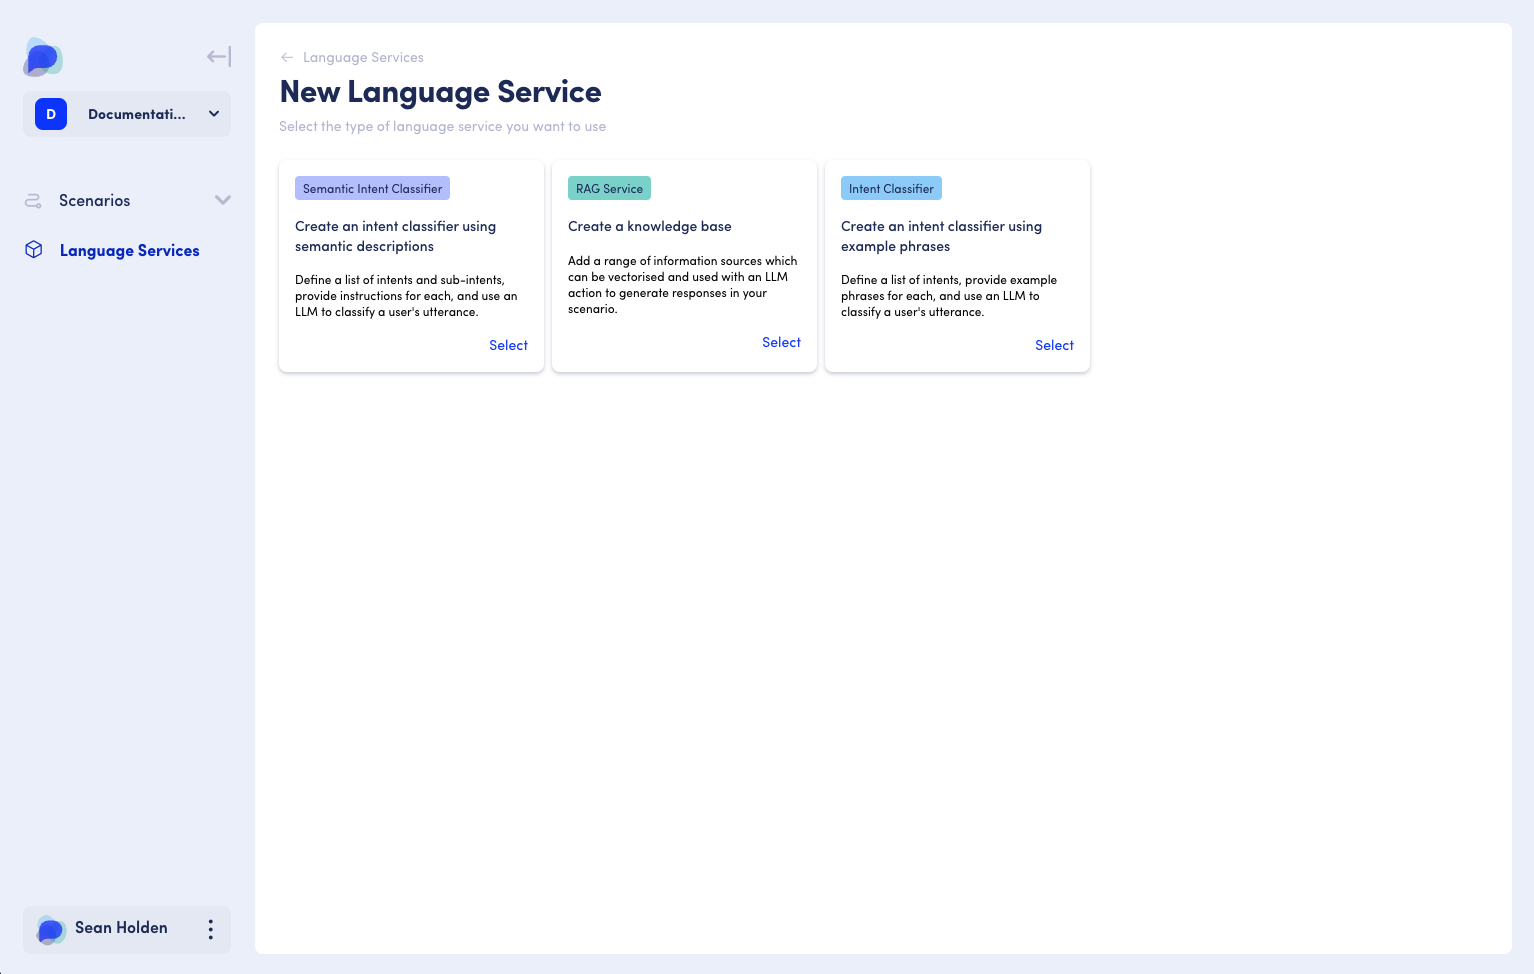 D
Documentati...
Scenarios
Language Services
Sean Holden
Language Services
New Language Service
Select the type of language service you want to use
Semantic Intent Classifier
Create an intent classifier using
semantic descriptions
Define a list of intents and sub-intents,
provide instructions for each, and use an
LLM to classify a user's utterance.
Select
RAG Service
Create a knowledge base
Add a range of information sources which
can be vectorised and used with an LLM
action to generate responses in your
scenario.
Select
Intent Classifier
Create an intent classifier using
example phrases
Define a list of intents, provide example
phrases for each, and use an LLM to
classify a user's utterance.
Select